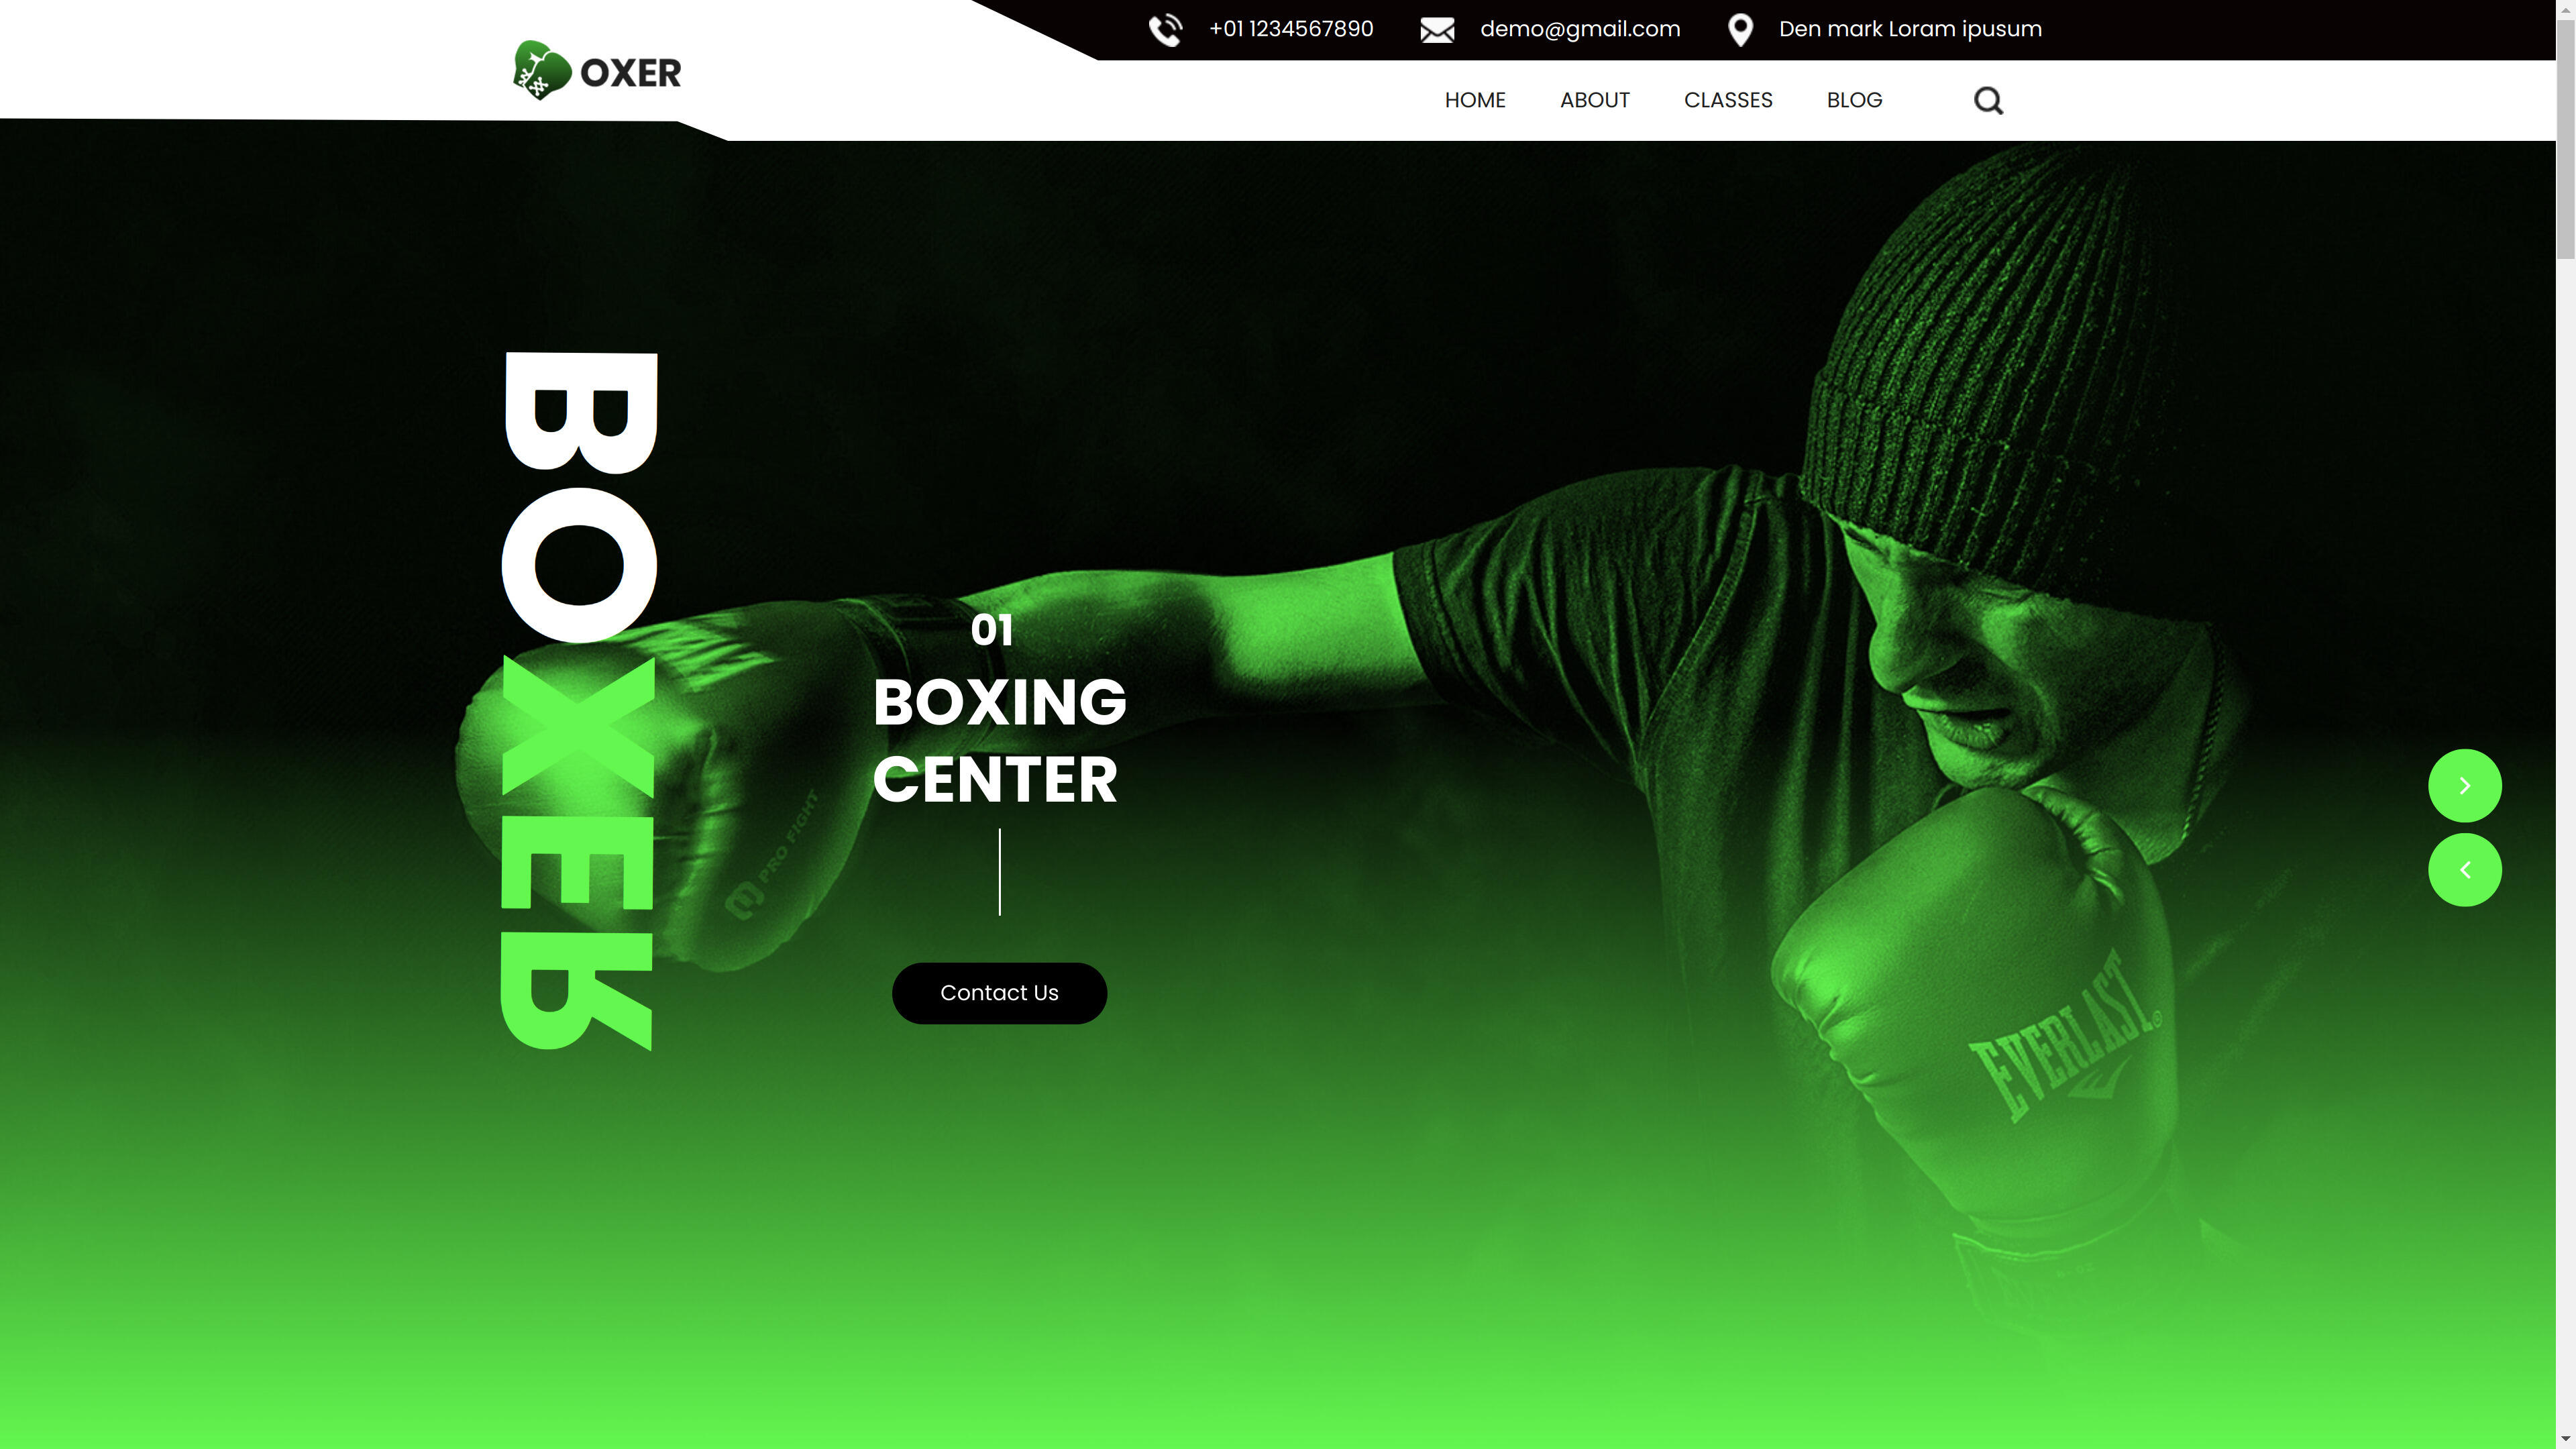 +01 1234567890
demo@gmail.com
Den mark Loram ipusum
OXER
HOME
ABOUT
CLASSES
BLOG
BOXER
01
BOXING
CENTER
PRO FIGHT
Contact Us
EVERLAST®